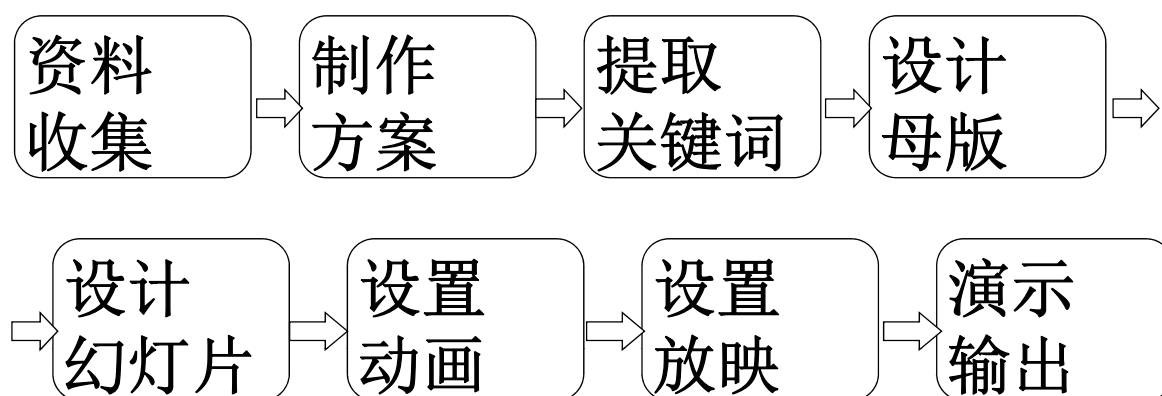 资料
收集
制作
方案
提取
关键词
设计
母版
设计
幻灯片
设置
动画
设置
放映
演示
输出